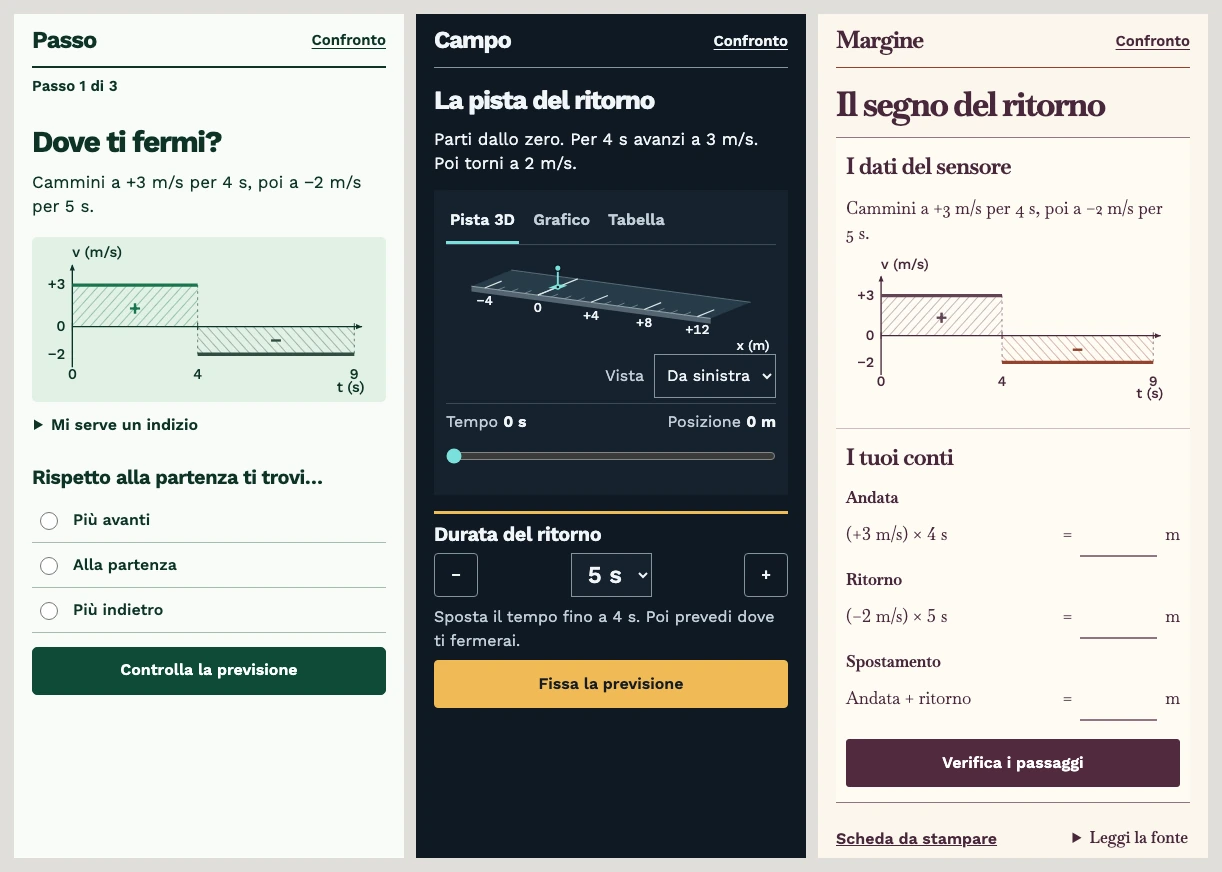 Passo
Confronto
Passo 1 di 3
Dove ti fermi?
Cammini a +3 m/s per 4 s, poi a −2 m/s
per 5 s.
v (m/s)
+3
+
0
−
−2
0
4
9
t (s)
Mi serve un indizio
Rispetto alla partenza ti trovi…
Più avanti
Alla partenza
Più indietro
Controlla la previsione
Campo
Confronto
La pista del ritorno
Parti dallo zero. Per 4 s avanzi a 3 m/s.
Poi torni a 2 m/s.
Pista 3D Grafico Tabella
−4
0
+4
+8
+12
x (m)
Vista Da sinistra
Tempo 0 s Posizione 0 m
Durata del ritorno
− 5 s +
Sposta il tempo fino a 4 s. Poi prevedi dove
ti fermerai.
Fissa la previsione
Margine
Confronto
Il segno del ritorno
I dati del sensore
Cammini a +3 m/s per 4 s, poi a −2 m/s per
5 s.
v (m/s)
+3
+
0
−
−2
0
4
9
t (s)
I tuoi conti
Andata
(+3 m/s) × 4 s = m
Ritorno
(−2 m/s) × 5 s = m
Spostamento
Andata + ritorno = m
Verifica i passaggi
Scheda da stampare Leggi la fonte